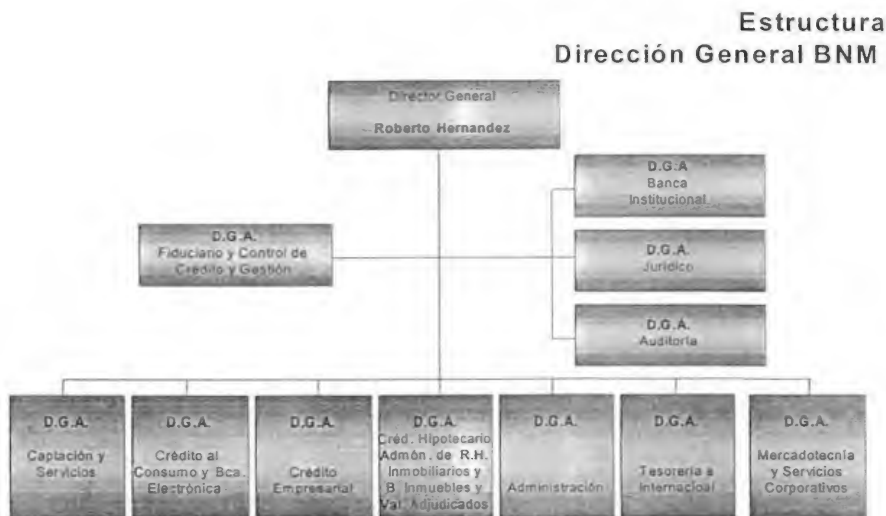 Estructura
Dirección General BNM
Director General
Roberto Hernandez
D.G.A
Banca
Institucional
D.G.A.
Fiduciario y Control de
Crédito y Gestión
D.G.A.
Jurídico
D.G.A.
Auditoría
D.G.A.
Captación y
Servicios
D.G.A.
Crédito al
Consumo y Bca.
Electrónica
D.G.A.
Crédito
Empresarial
D.G.A.
Créd. Hipotecario
Admón. de R.H.
Inmobiliarios y
B. Inmuebles y
Val. Adjudicados
D.G.A.
Administración
D.G.A.
Tesorería e
Internacioal
D.G.A.
Mercadotecnia
y Servicios
Corporativos